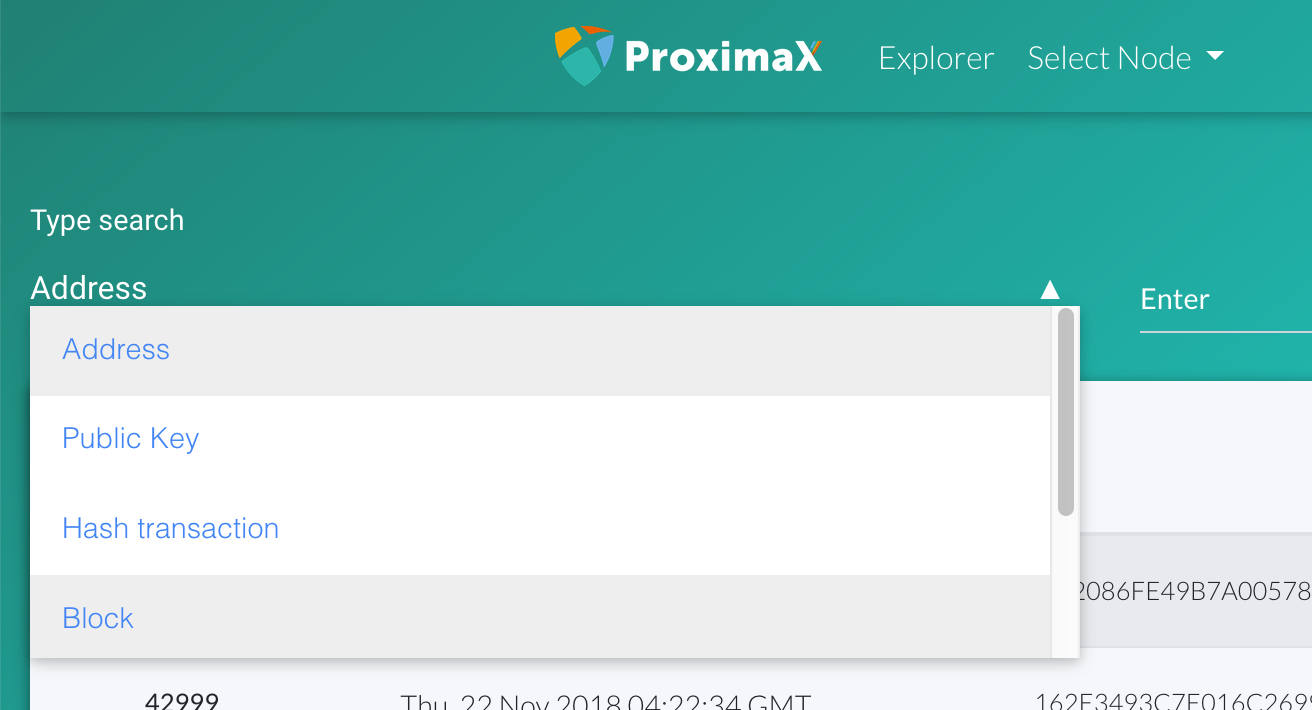 ProximaX Explorer Select Node
Type search
Address
Enter
Address
Public Key
Hash transaction
2086FE49B7A00578
Block
42999 Thu, 22 Nov 2018 04:22:34 GMT 162F3493C7E016C269